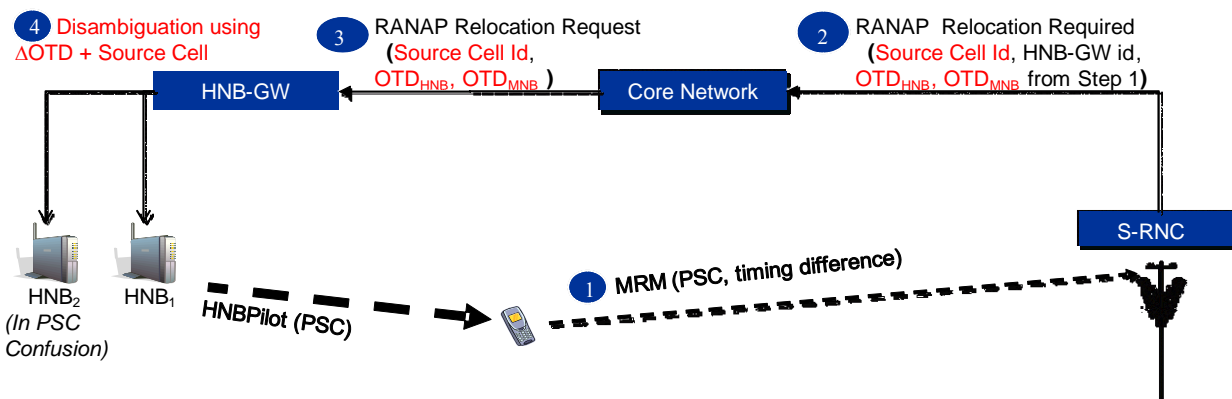 4 Disambiguation using
ΔOTD + Source Cell
3 RANAP Relocation Request
(Source Cell Id,
OTDHNB, OTDMNB )
2 RANAP Relocation Required
(Source Cell Id, HNB-GW id,
OTDHNB, OTDMNB from Step 1)
HNB-GW
Core Network
S-RNC
1 MRM (PSC, timing difference)
HNBPilot (PSC)
HNB2
(In PSC
Confusion)
HNB1